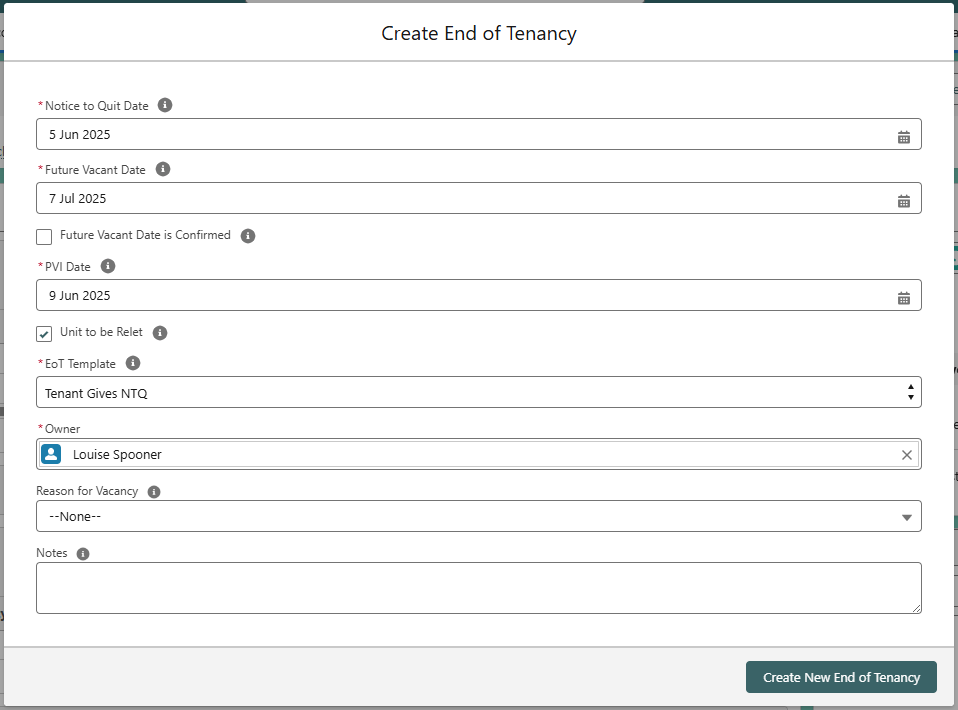 Create End of Tenancy
*Notice to Quit Date
5 Jun 2025
*Future Vacant Date
7 Jul 2025
Future Vacant Date is Confirmed
*PVI Date
9 Jun 2025
Unit to be Relet
*EoT Template
Tenant Gives NTQ
*Owner
Louise Spooner
Reason for Vacancy
--None--
Notes
Create New End of Tenancy